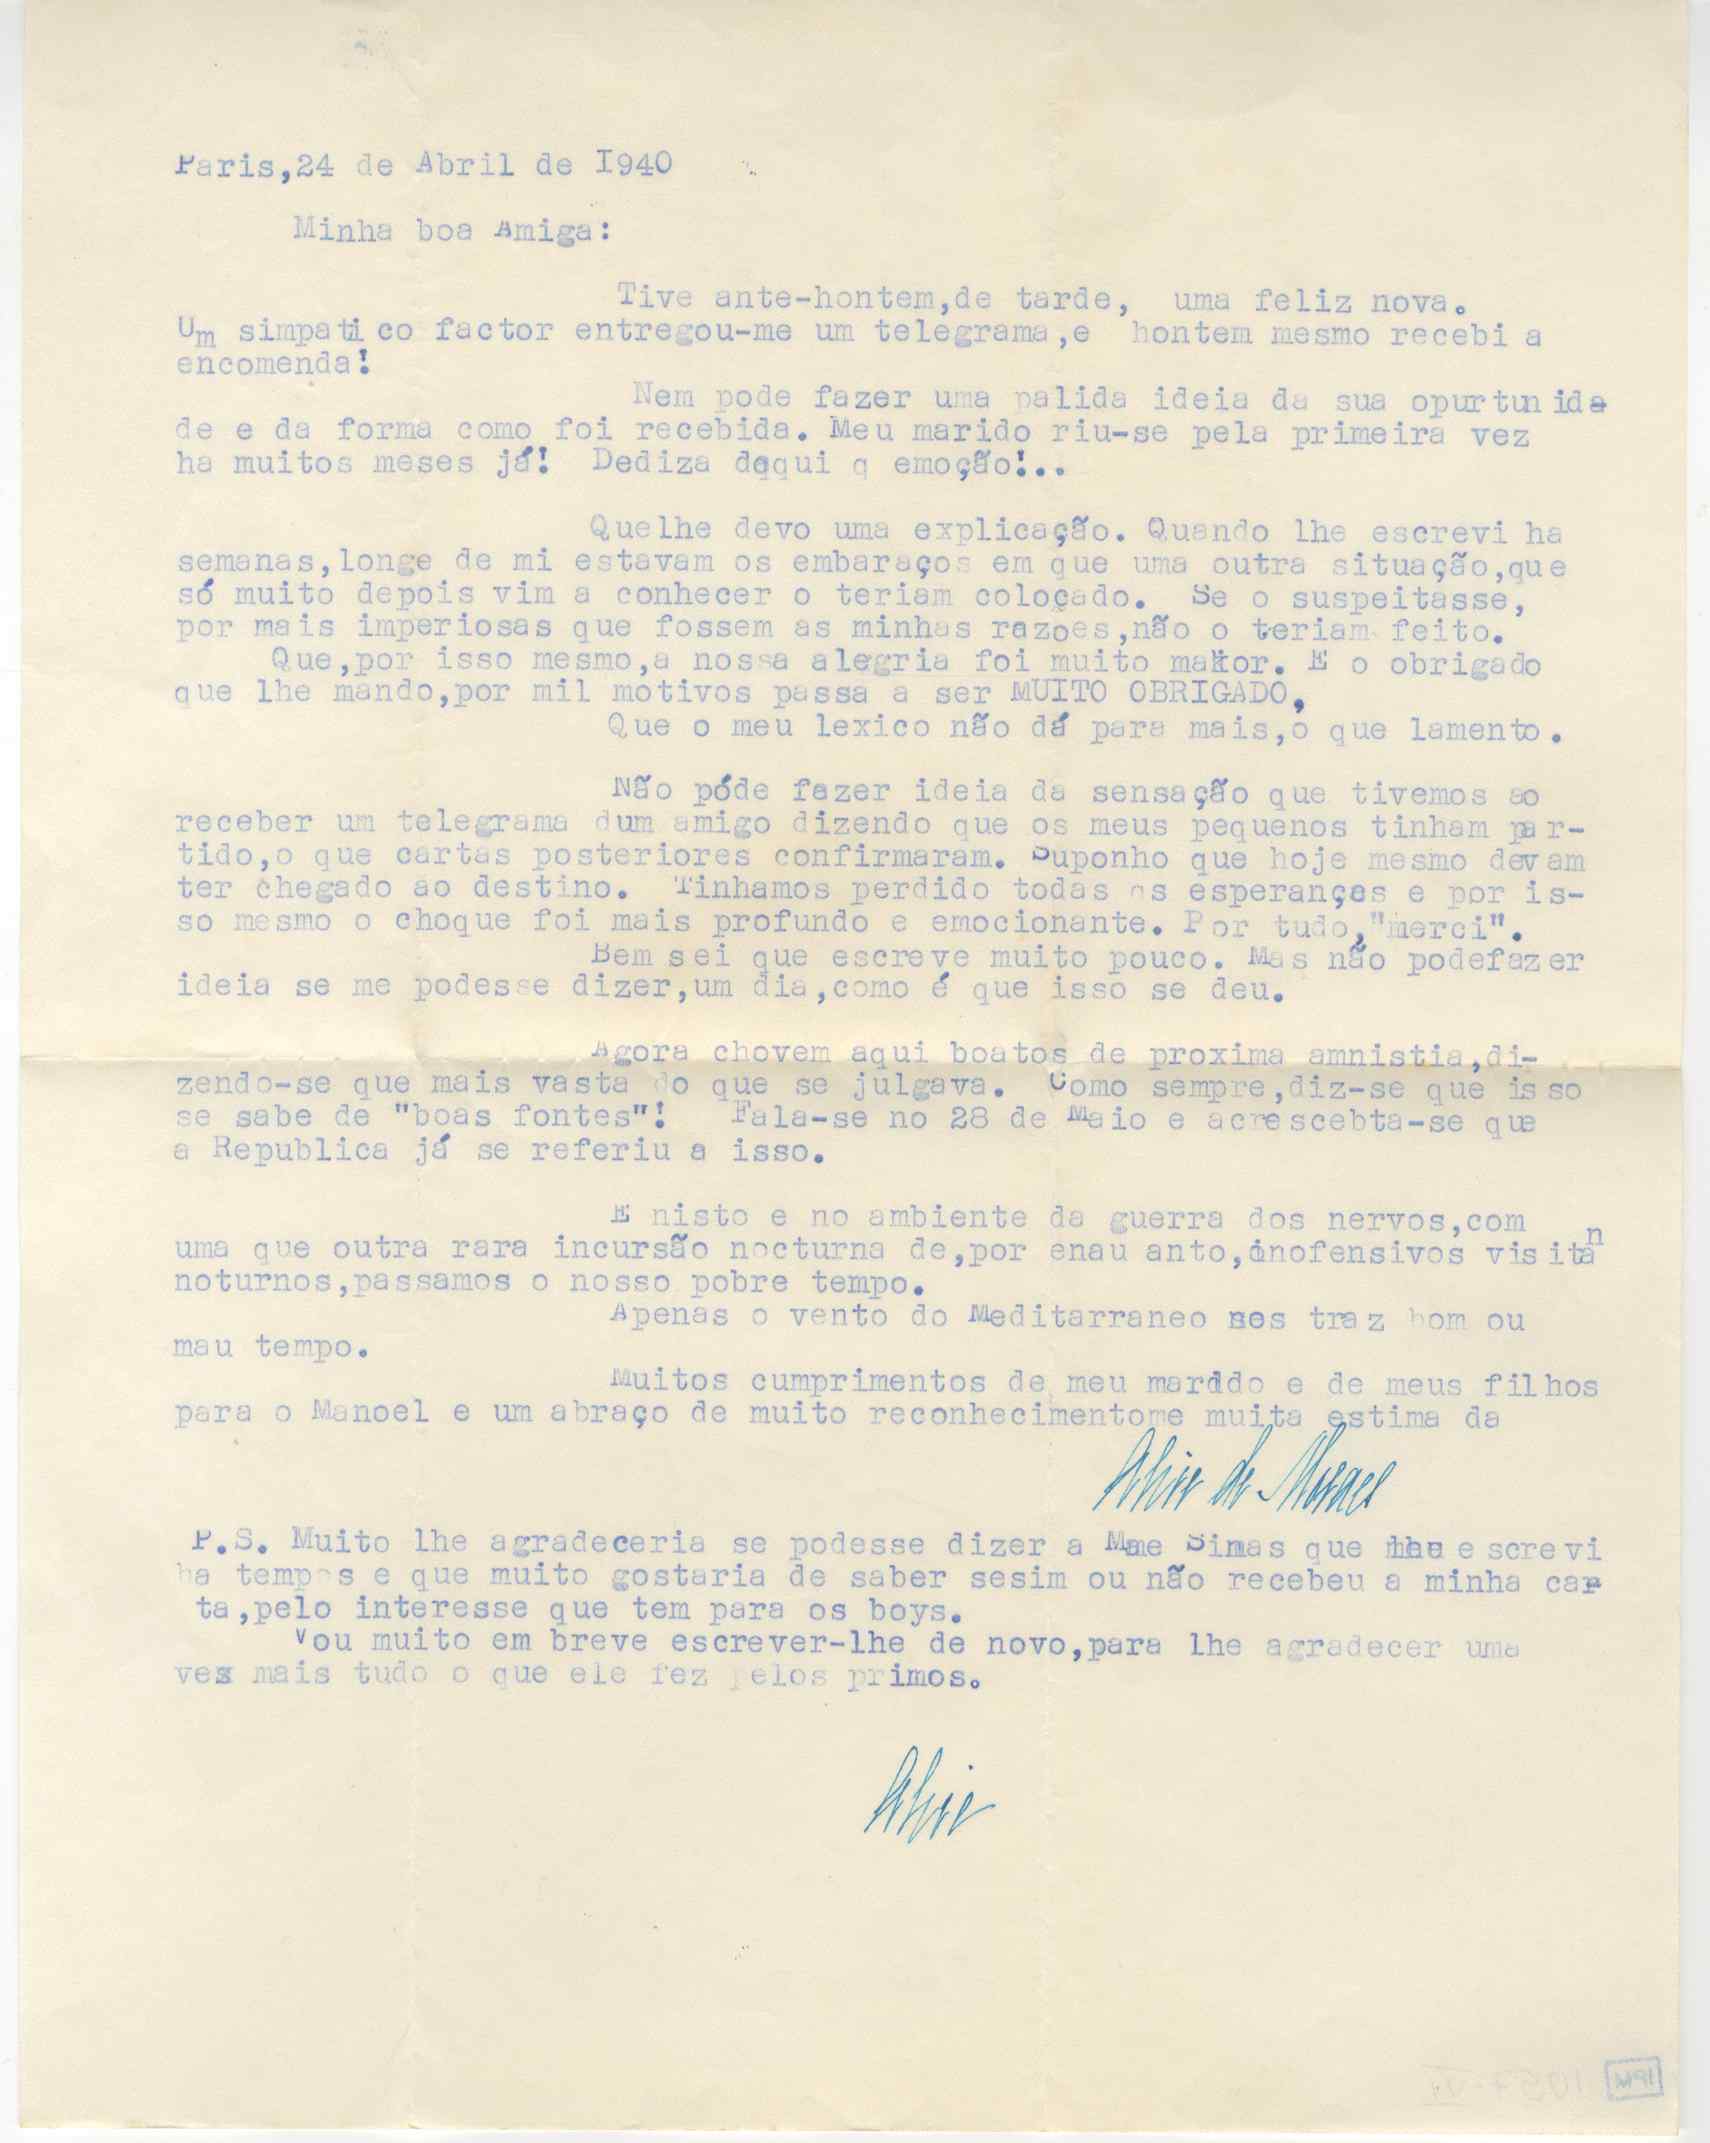 Paris,24 de Abril de I940
Minha boa Amiga:
Tive ante-hontem,de tarde, uma feliz nova.
Um simpatico factor entregou-me um telegrama,e hontem mesmo recebi a
encomenda!
Nem pode fazer uma palida ideia da sua opurtunida
de e da forma como foi recebida. Meu marido riu-se pela primeira vez
ha muitos meses já! Dediza daqui q emoção!..
Quelhe devo uma explicação. Quando lhe escrevi ha
semanas,longe de mi estavam os embaraços em que uma outra situação,que
só muito depois vim a conhecer o teriam colocado. Se o suspeitasse,
por mais imperiosas que fossem as minhas razoes,não o teriam feito.
Que,por isso mesmo,a nossa alegria foi muito maior. E o obrigado
que lhe mando,por mil motivos passa a ser MUITO OBRIGADO,
Que o meu lexico não dá para mais,o que lamento.
Não póde fazer ideia da sensação que tivemos ao
receber um telegrama dum amigo dizendo que os meus pequenos tinham par-
tido,o que cartas posteriores confirmaram. Suponho que hoje mesmo devam
ter chegado ao destino. Tinhamos perdido todas as esperanças e por is-
so mesmo o choque foi mais profundo e emocionante. Por tudo,"merci".
Bem sei que escreve muito pouco. Mas não podefazer
ideia se me podesse dizer,um dia,como é que isso se deu.
Agora chovem aqui boatos de proxima amnistia,di-
zendo-se que mais vasta do que se julgava. Como sempre,diz-se que isso
se sabe de "boas fontes"! Fala-se no 28 de Maio e acrescebta-se que
a Republica já se referiu a isso.
E nisto e no ambiente da guerra dos nervos,com
uma que outra rara incursão nocturna de,por enau anto,inofensivos visitan
noturnos,passamos o nosso pobre tempo.
Apenas o vento do Meditarraneo nos traz bom ou
mau tempo.
Muitos cumprimentos de meu marido e de meus filhos
para o Manoel e um abraço de muito reconhecimento e muita estima da
Alice de Moraes
P.S. Muito lhe agradeceria se podesse dizer a Mme Simas que lhe escrevi
ha tempos e que muito gostaria de saber sesim ou não recebeu a minha car
ta,pelo interesse que tem para os boys.
Vou muito em breve escrever-lhe de novo,para lhe agradecer uma
vez mais tudo o que ele fez pelos primos.
Alice